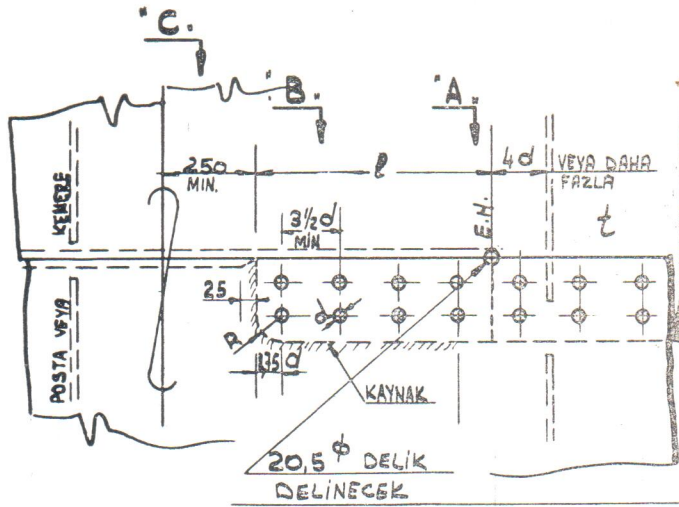 "C.
"B.
"A.
250
MIN.
l
4d
VEYA DAHA
FAZLA
t
3½d
MIN
E.H.
KEMERE
25
POSTA VEYA
R
d
1,75 d
KAYNAK
20,5 ϕ DELİK
DELİNECEK